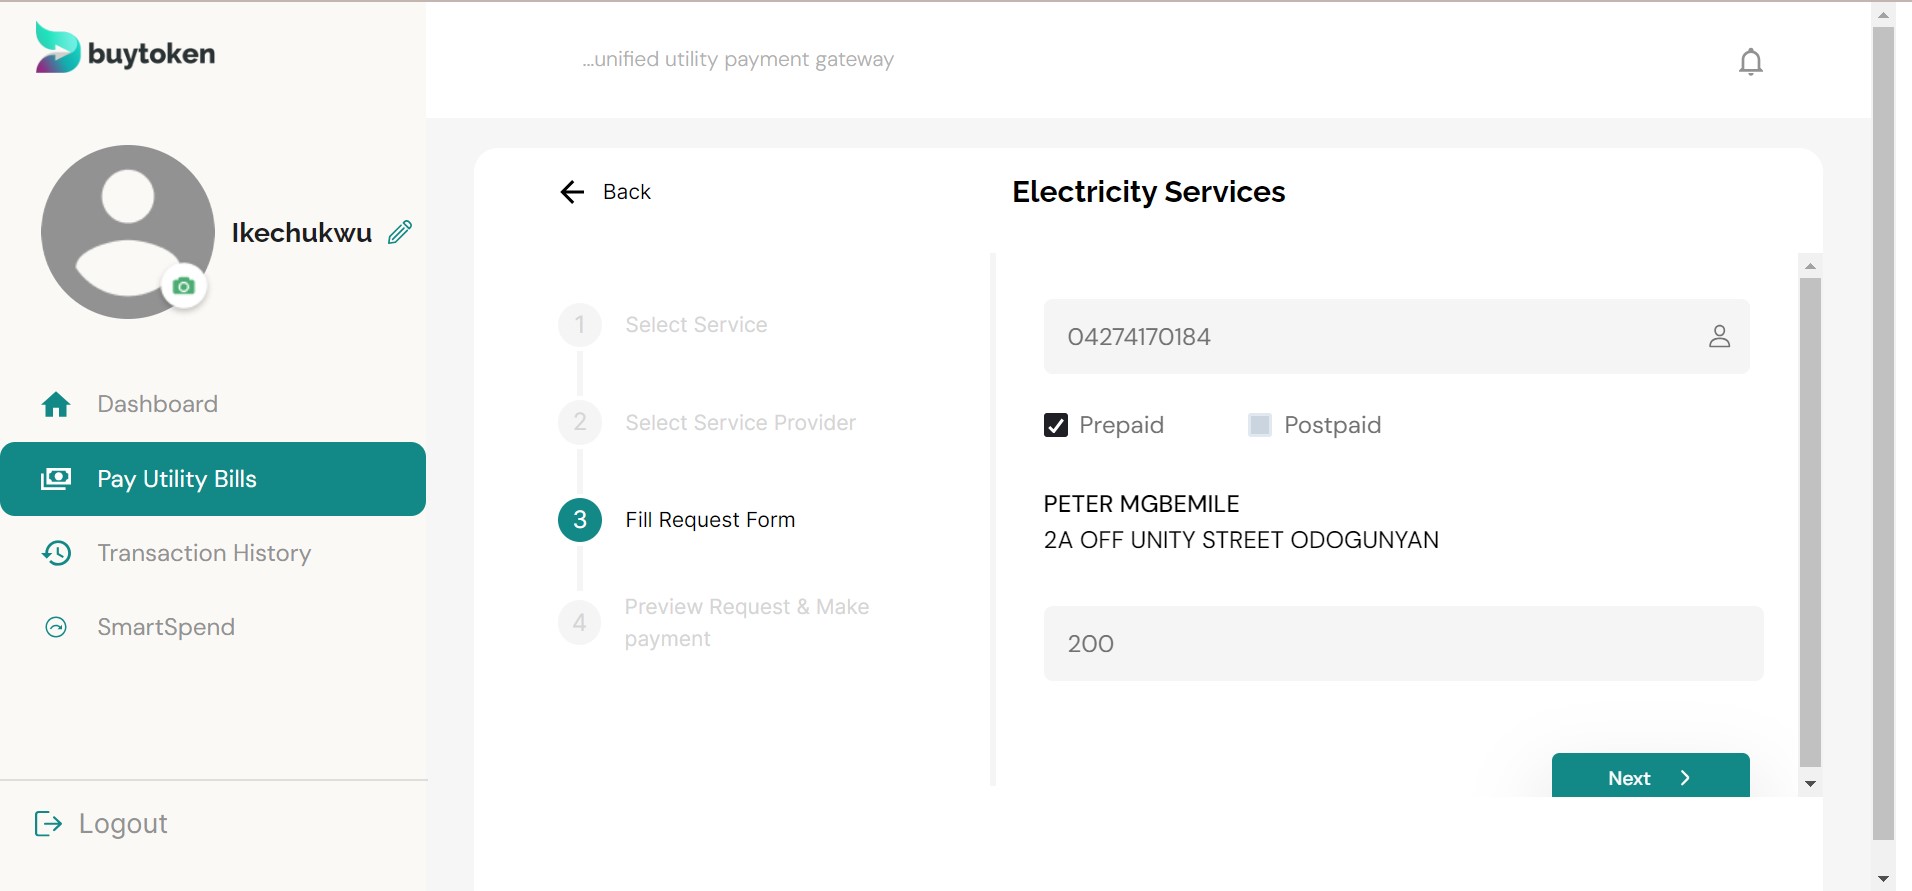 buytoken
...unified utility payment gateway
Ikechukwu
Dashboard
Pay Utility Bills
Transaction History
SmartSpend
Logout
Back
Electricity Services
1 Select Service
2 Select Service Provider
3 Fill Request Form
4 Preview Request & Make
payment
04274170184
Prepaid Postpaid
PETER MGBEMILE
2A OFF UNITY STREET ODOGUNYAN
200
Next